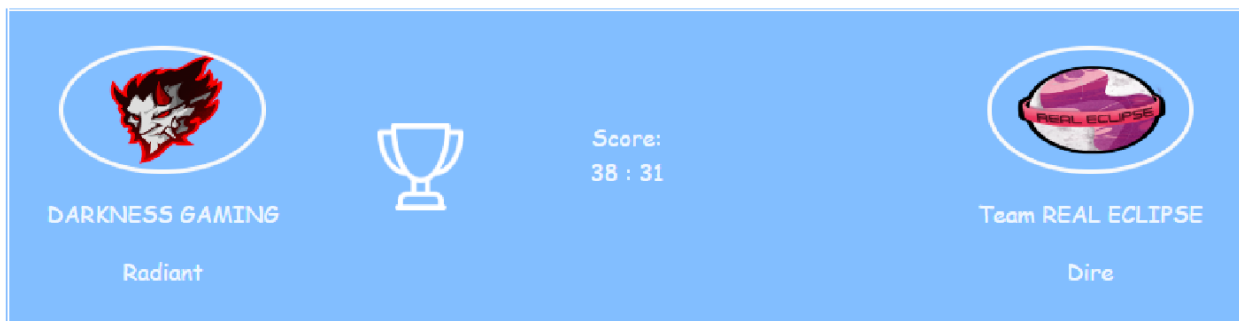 REAL ECLIPSE
Score:
38 : 31
DARKNESS GAMING
Team REAL ECLIPSE
Radiant
Dire